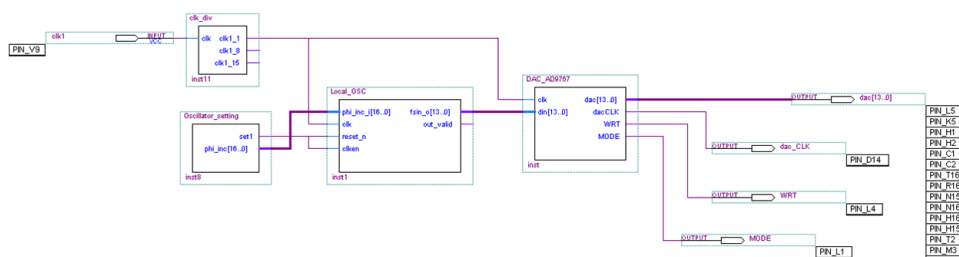 clk_div
clk1
INPUT
VCC
PIN_V9
clk
clk1_1
clk1_8
clk1_15
inst11
DAC_AD9767
clk
dac[13..0]
din[13..0]
dacCLK
WRT
MODE
inst
Local_OSC
phi_inc_i[16..0]
fsin_o[13..0]
clk
out_valid
reset_n
clken
inst1
Oscillator_setting
set1
phi_inc[16..0]
inst8
OUTPUT
dac[13..0]
OUTPUT
dac_CLK
PIN_D14
OUTPUT
WRT
PIN_L4
OUTPUT
MODE
PIN_L1
PIN_L5
PIN_K5
PIN_H1
PIN_H2
PIN_C1
PIN_C2
PIN_T16
PIN_R16
PIN_N15
PIN_N16
PIN_H16
PIN_H15
PIN_T2
PIN_M3